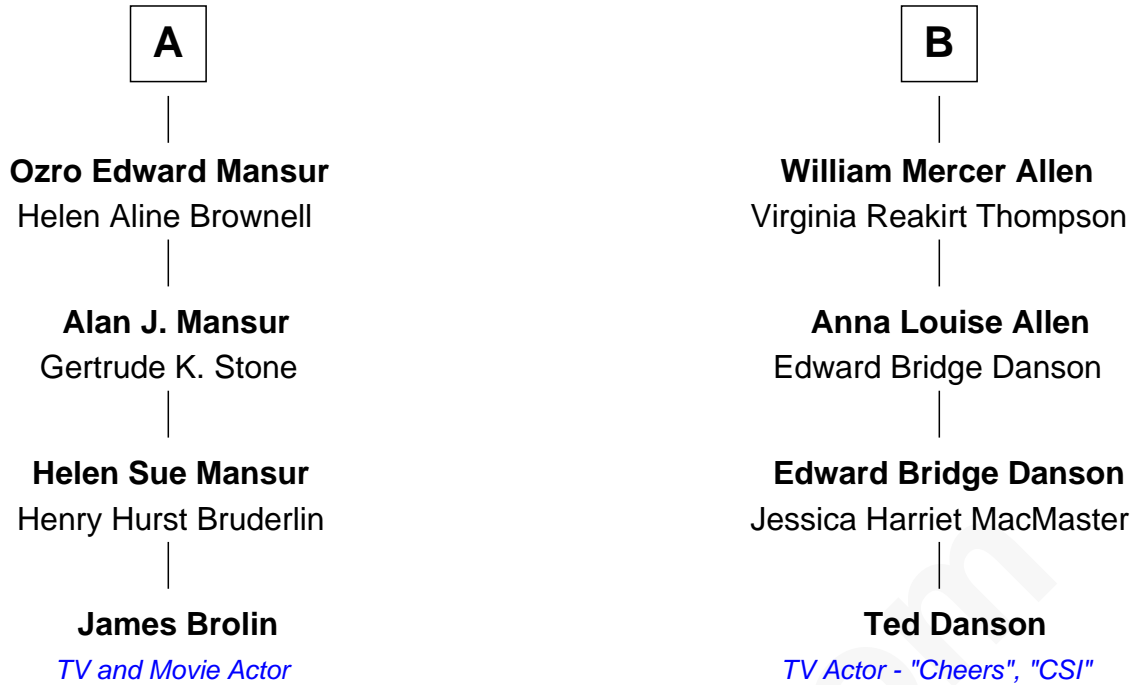 A
Ozro Edward Mansur
Helen Aline Brownell
Alan J. Mansur
Gertrude K. Stone
Helen Sue Mansur
Henry Hurst Bruderlin
James Brolin
TV and Movie Actor
B
William Mercer Allen
Virginia Reakirt Thompson
Anna Louise Allen
Edward Bridge Danson
Edward Bridge Danson
Jessica Harriet MacMaster
Ted Danson
TV Actor - "Cheers", "CSI"